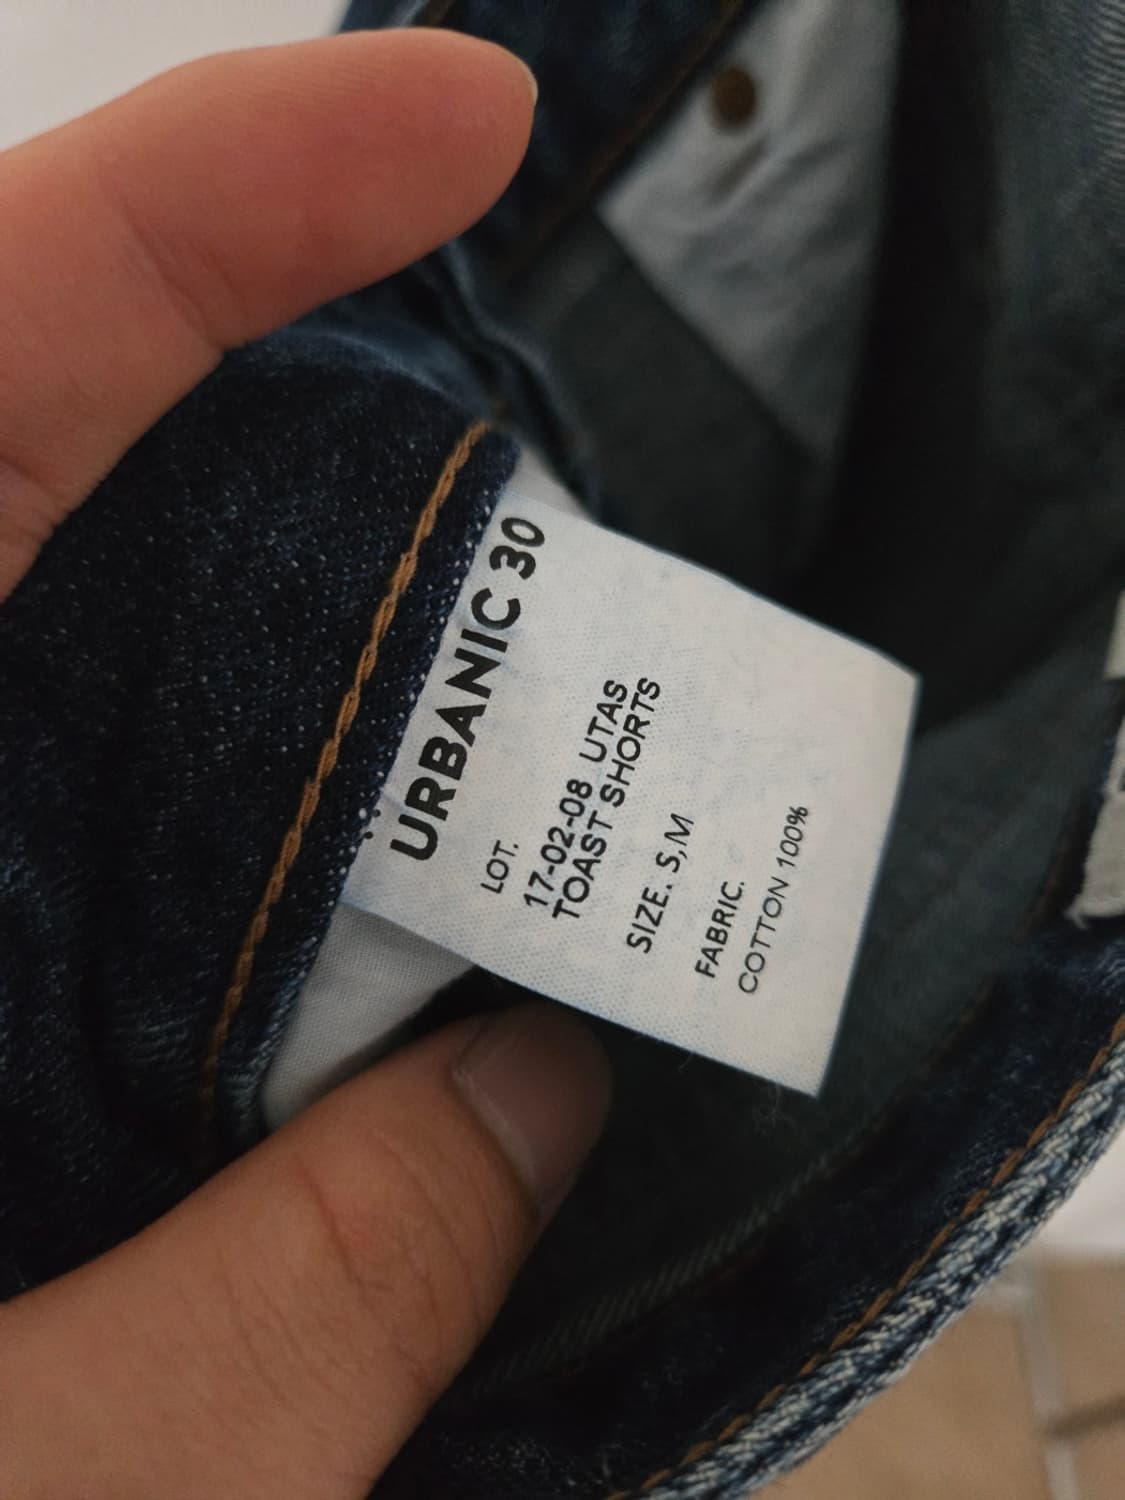 URBANIC 30
LOT.
17-02-08 UTAS
TOAST SHORTS
SIZE. S,M
FABRIC.
COTTON 100%